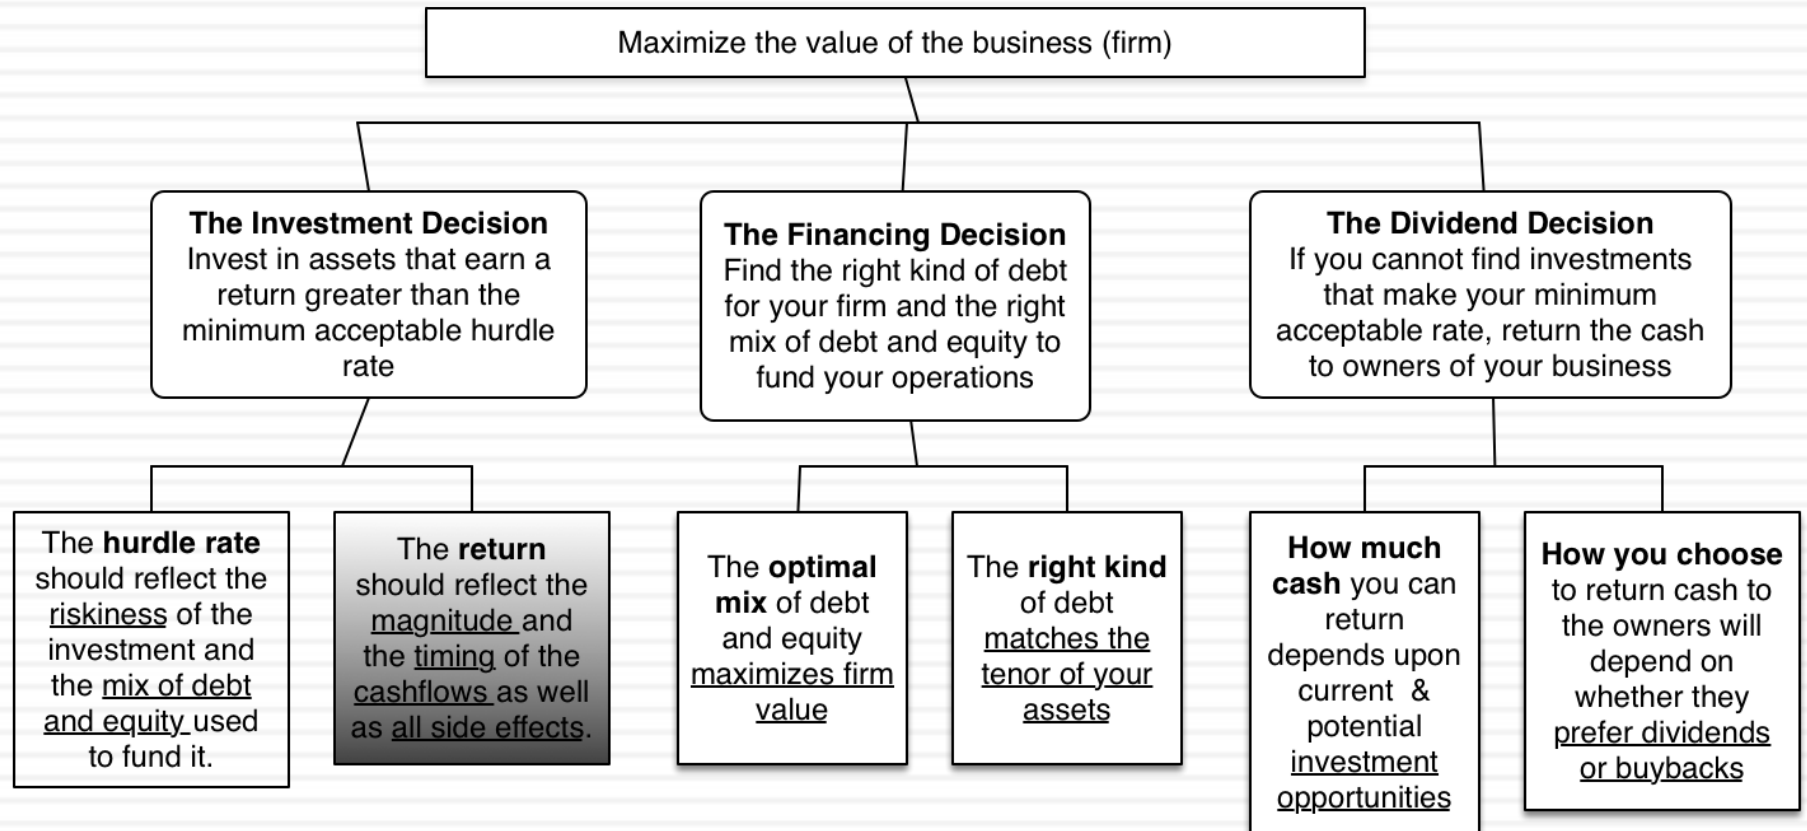 Maximize the value of the business (firm)
The Investment Decision
Invest in assets that earn a
return greater than the
minimum acceptable hurdle
rate
The Financing Decision
Find the right kind of debt
for your firm and the right
mix of debt and equity to
fund your operations
The Dividend Decision
If you cannot find investments
that make your minimum
acceptable rate, return the cash
to owners of your business
The hurdle rate
should reflect the
riskiness of the
investment and
the mix of debt
and equity used
to fund it.
The return
should reflect the
magnitude and
the timing of the
cashflows as well
as all side effects.
The optimal
mix of debt
and equity
maximizes firm
value
The right kind
of debt
matches the
tenor of your
assets
How much
cash you can
return
depends upon
current &
potential
investment
opportunities
How you choose
to return cash to
the owners will
depend on
whether they
prefer dividends
or buybacks